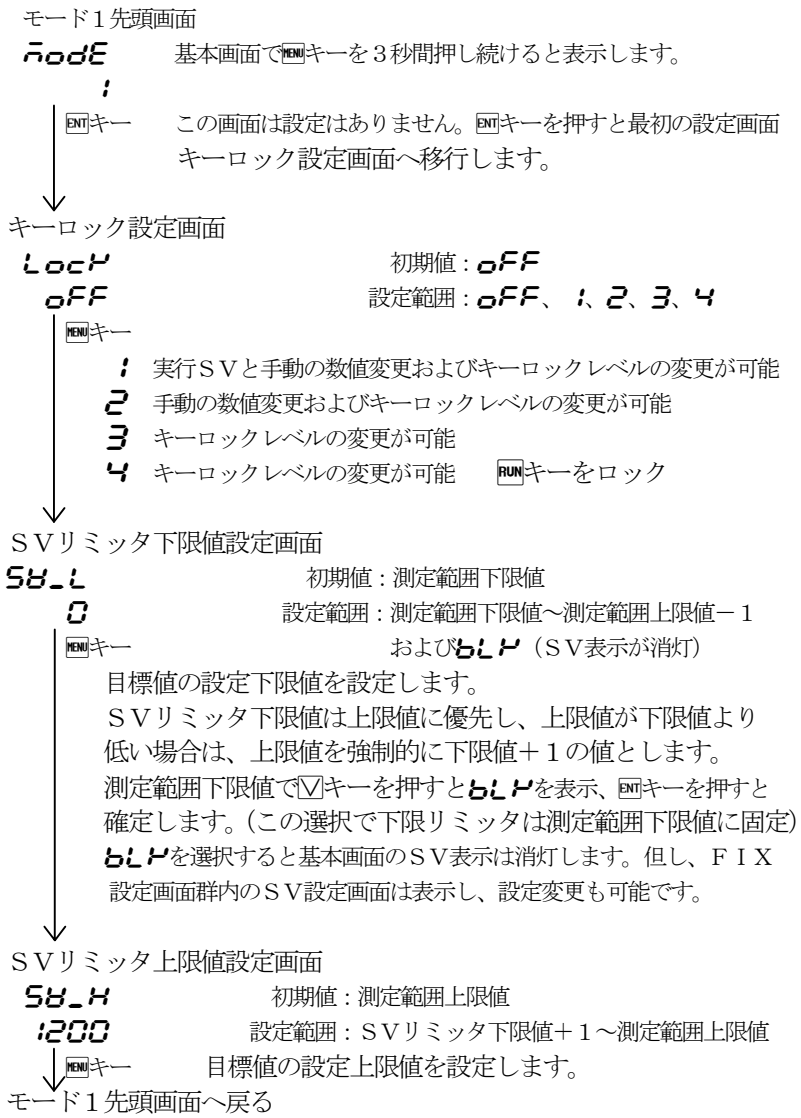 モード1先頭画面
modE 基本画面でMENUキーを3秒間押し続けると表示します。
1
ENTキー この画面は設定はありません。ENTキーを押すと最初の設定画面
キーロック設定画面へ移行します。
キーロック設定画面
Lock 初期値：oFF
oFF 設定範囲：oFF、1、2、3、4
MENUキー
1 実行SVと手動の数値変更およびキーロックレベルの変更が可能
2 手動の数値変更およびキーロックレベルの変更が可能
3 キーロックレベルの変更が可能
4 キーロックレベルの変更が可能 RUNキーをロック
SVリミッタ下限値設定画面
SV_L 初期値：測定範囲下限値
0 設定範囲：測定範囲下限値～測定範囲上限値－1
MENUキー およびbLK（SV表示が消灯）
目標値の設定下限値を設定します。
SVリミッタ下限値は上限値に優先し、上限値が下限値より
低い場合は、上限値を強制的に下限値＋1の値とします。
測定範囲下限値で▽キーを押すとbLKを表示、ENTキーを押すと
確定します。(この選択で下限リミッタは測定範囲下限値に固定)
bLKを選択すると基本画面のSV表示は消灯します。但し、FIX
設定画面群内のSV設定画面は表示し、設定変更も可能です。
SVリミッタ上限値設定画面
SV_H 初期値：測定範囲上限値
1200 設定範囲：SVリミッタ下限値＋1～測定範囲上限値
MENUキー 目標値の設定上限値を設定します。
モード1先頭画面へ戻る